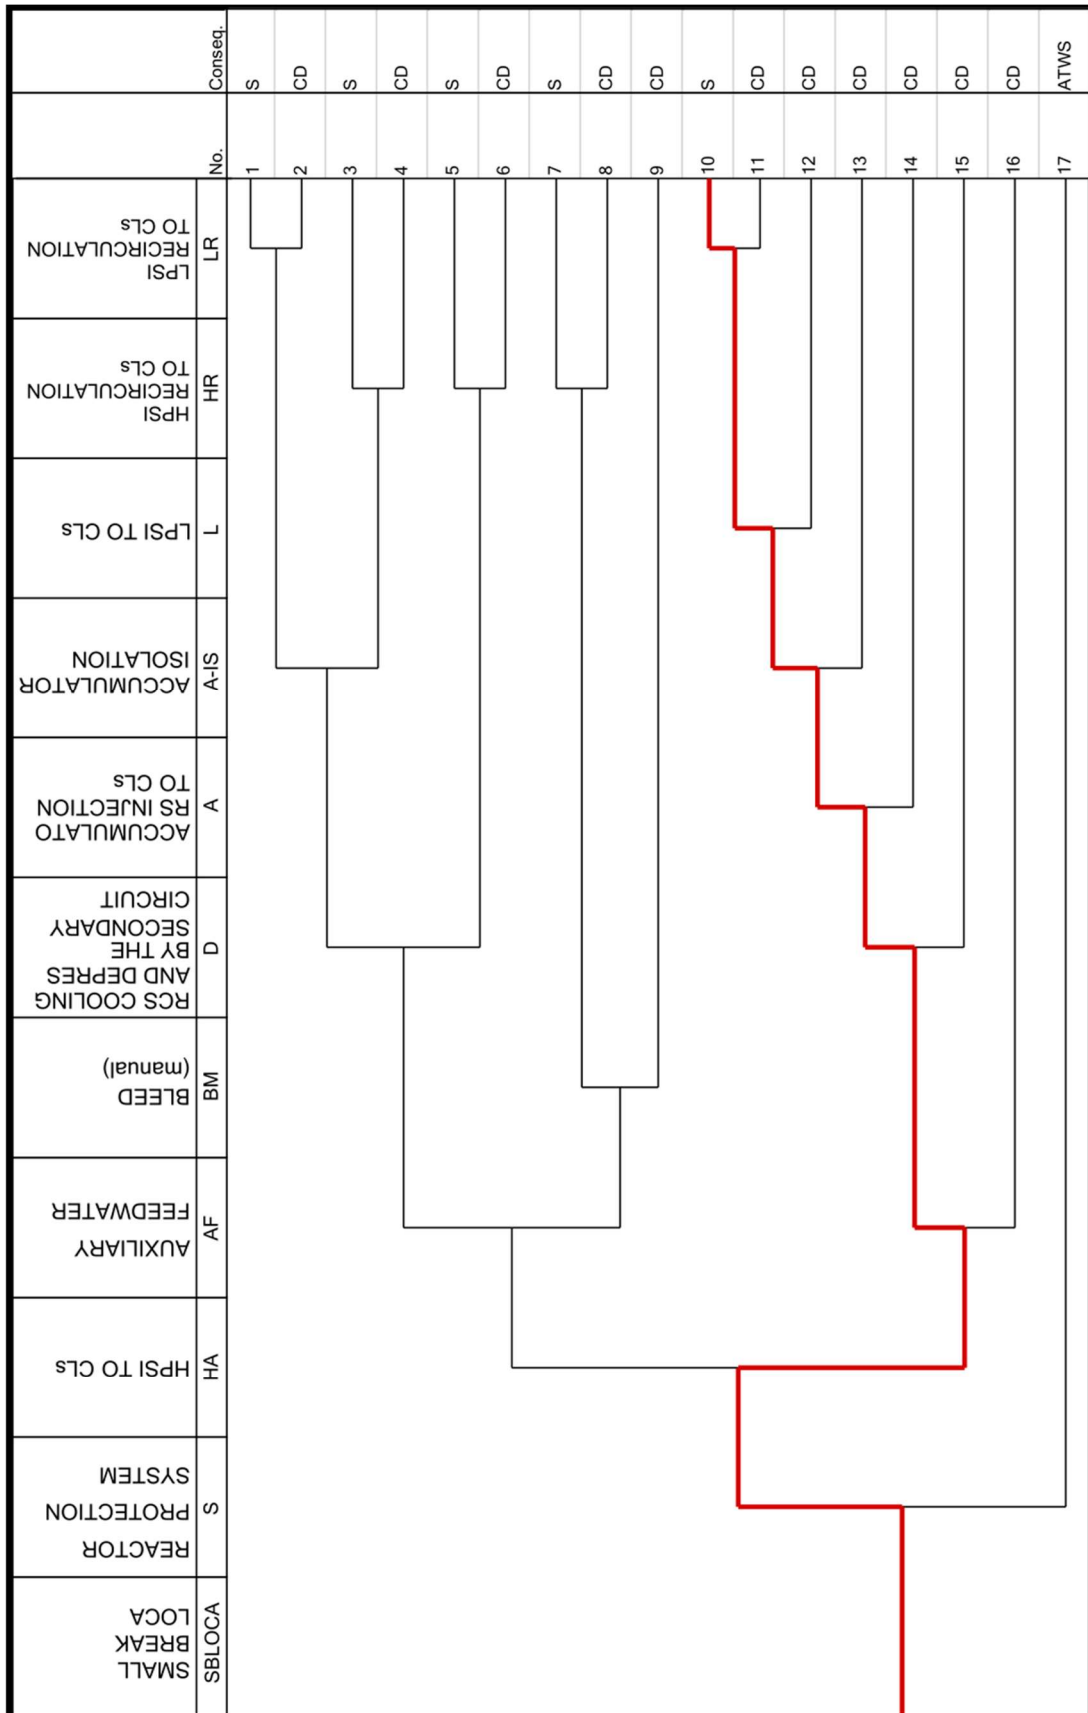 SMALL
BREAK
LOCA
REACTOR
PROTECTION
SYSTEM
HPSI TO CLs
AUXILIARY
FEEDWATER
BLEED
(manual)
RCS COOLING
AND DEPRES
BY THE
SECONDARY
CIRCUIT
ACCUMULATO
RS INJECTION
TO CLs
ACCUMULATOR
ISOLATION
LPSI TO CLs
HPSI
RECIRCULATION
TO CLs
LPSI
RECIRCULATION
TO CLs
SBLOCA S HA AF BM D A A-IS L HR LR No. Conseq.
1 S
2 CD
3 S
4 CD
5 S
6 CD
7 S
8 CD
9 CD
10 S
11 CD
12 CD
13 CD
14 CD
15 CD
16 CD
17 ATWS